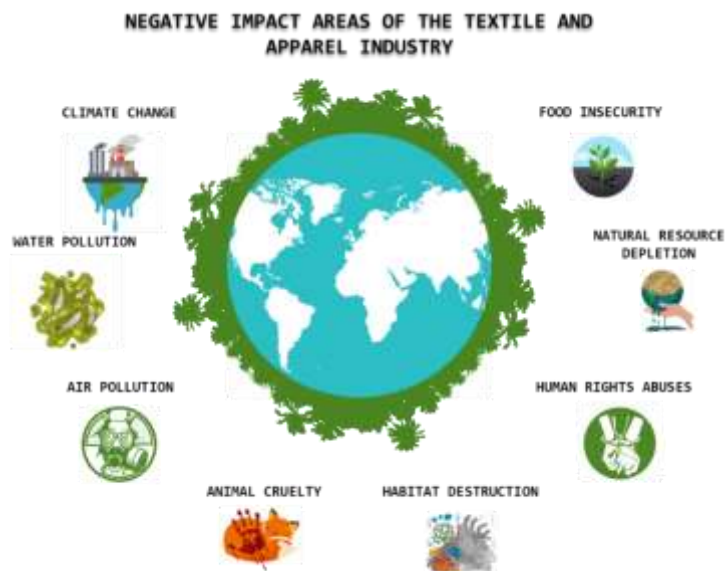 NEGATIVE IMPACT AREAS OF THE TEXTILE AND
APPAREL INDUSTRY
CLIMATE CHANGE
FOOD INSECURITY
WATER POLLUTION
NATURAL RESOURCE
DEPLETION
AIR POLLUTION
HUMAN RIGHTS ABUSES
ANIMAL CRUELTY
HABITAT DESTRUCTION